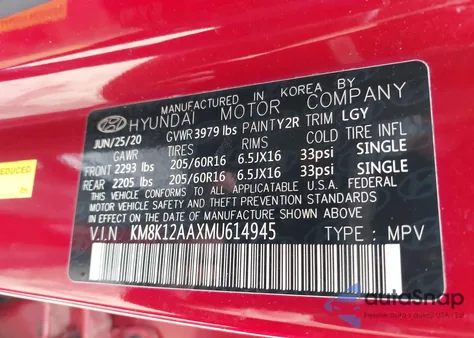 MANUFACTURED IN KOREA BY
HYUNDAI MOTOR COMPANY
JUN/25/20 GVWR 3979 lbs PAINT Y2R TRIM LGY
GAWR TIRES RIMS COLD TIRE INFL
FRONT 2293 lbs 205/60R16 6.5JX16 33psi SINGLE
REAR 2205 lbs 205/60R16 6.5JX16 33psi SINGLE
THIS VEHICLE CONFORMS TO ALL APPLICABLE U.S.A. FEDERAL
MOTOR VEHICLE SAFETY BUMPER, AND THEFT PREVENTION
STANDARDS IN EFFECT ON THE DATE OF MANUFACTURE SHOWN ABOVE.
V.I.N KM8K12AAXMU614945 TYPE : MPV
REDUCED
autoSnap